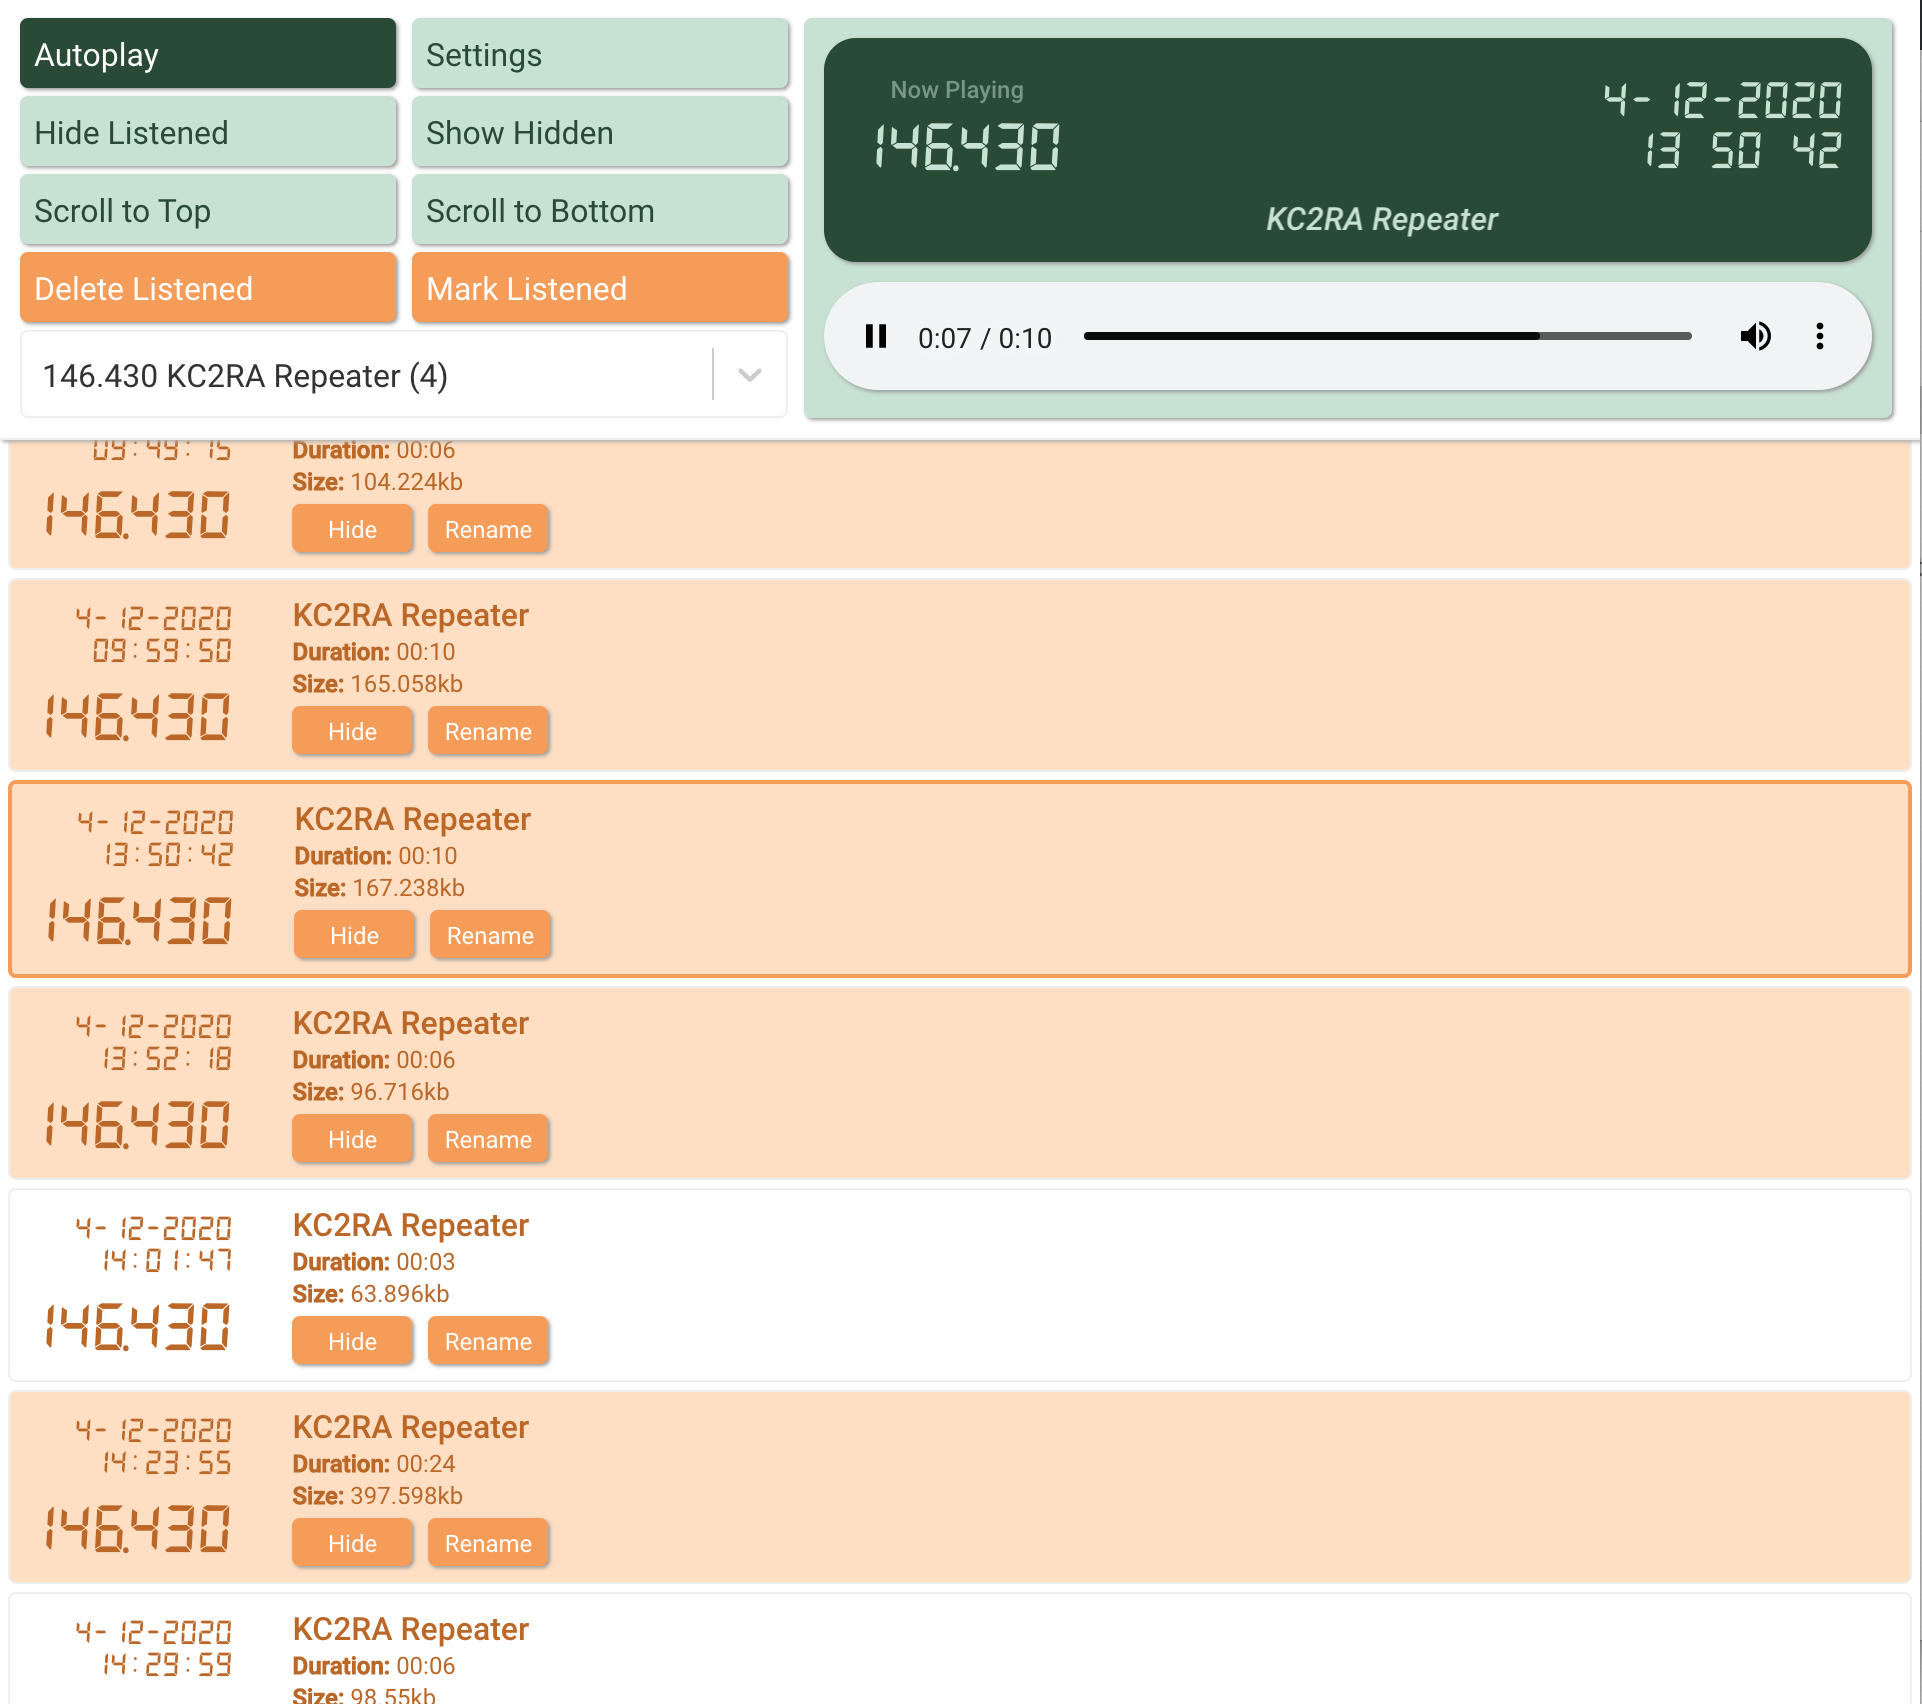 Autoplay
Settings
Hide Listened
Show Hidden
Scroll to Top
Scroll to Bottom
Delete Listened
Mark Listened
146.430 KC2RA Repeater (4)
Now Playing
146.430
4-12-2020
13 50 42
KC2RA Repeater
0:07 / 0:10
09:49:15
146.430
Duration: 00:06
Size: 104.224kb
Hide
Rename
4-12-2020
09:59:50
146.430
KC2RA Repeater
Duration: 00:10
Size: 165.058kb
Hide
Rename
4-12-2020
13:50:42
146.430
KC2RA Repeater
Duration: 00:10
Size: 167.238kb
Hide
Rename
4-12-2020
13:52:18
146.430
KC2RA Repeater
Duration: 00:06
Size: 96.716kb
Hide
Rename
4-12-2020
14:01:47
146.430
KC2RA Repeater
Duration: 00:03
Size: 63.896kb
Hide
Rename
4-12-2020
14:23:55
146.430
KC2RA Repeater
Duration: 00:24
Size: 397.598kb
Hide
Rename
4-12-2020
14:29:59
KC2RA Repeater
Duration: 00:06
Size: 98.55kb